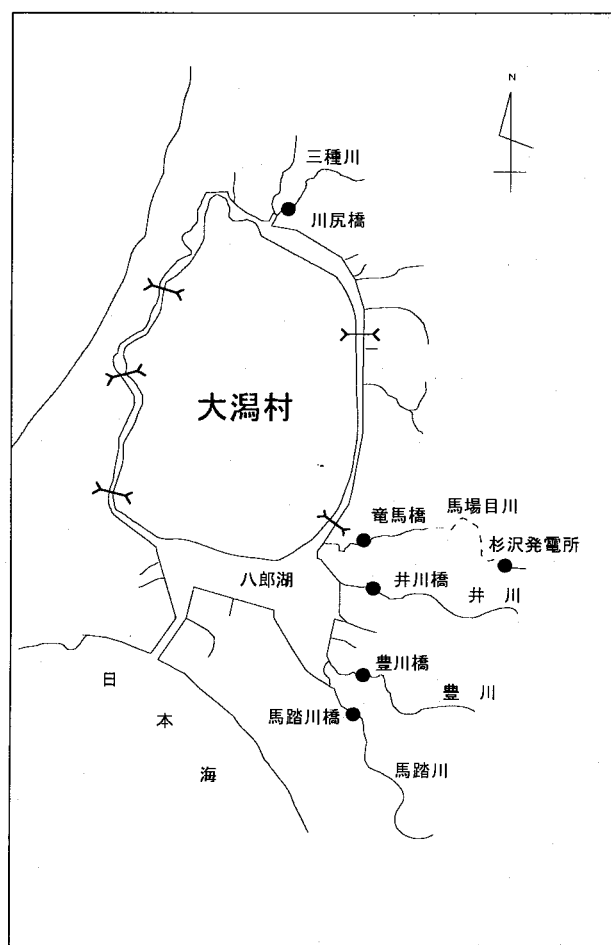 N
三種川
川尻橋
大潟村
竜馬橋
馬場目川
杉沢発電所
八郎湖
井川橋
井川
豊川橋
豊川
馬踏川橋
馬踏川
日本海